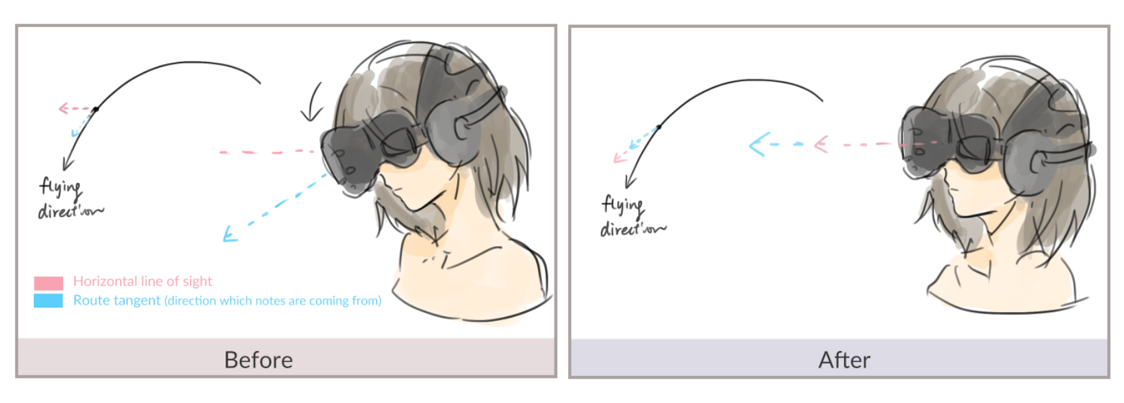 flying
direction
Horizontal line of sight
Route tangent (direction which notes are coming from)
Before
flying
direction
After